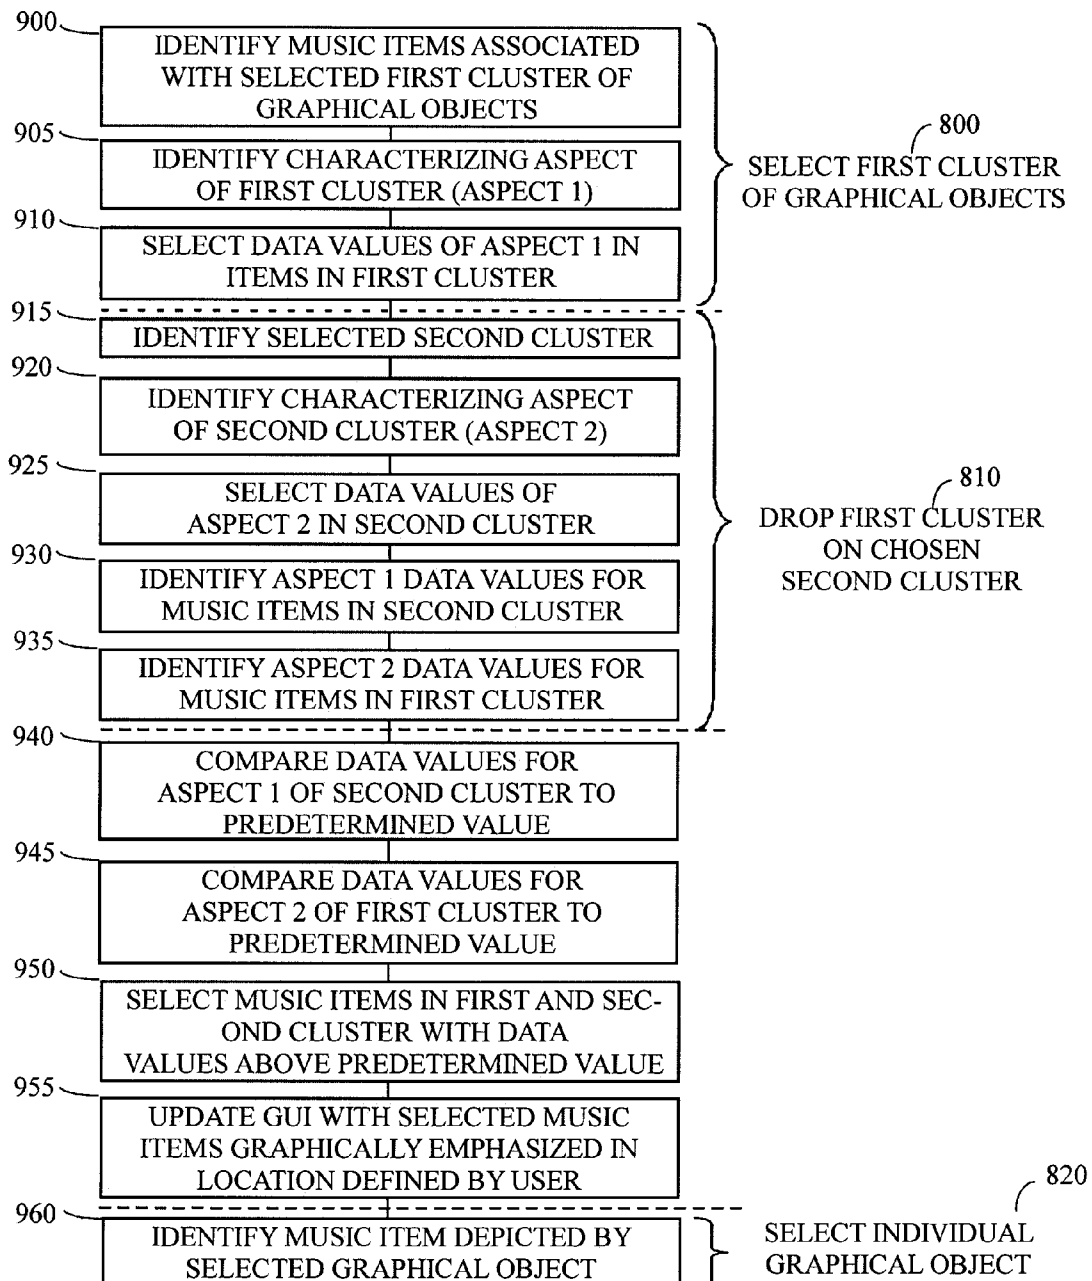 900
IDENTIFY MUSIC ITEMS ASSOCIATED
WITH SELECTED FIRST CLUSTER OF
GRAPHICAL OBJECTS
905
IDENTIFY CHARACTERIZING ASPECT
OF FIRST CLUSTER (ASPECT 1)
910
SELECT DATA VALUES OF ASPECT 1 IN
ITEMS IN FIRST CLUSTER
800
SELECT FIRST CLUSTER
OF GRAPHICAL OBJECTS
915
IDENTIFY SELECTED SECOND CLUSTER
920
IDENTIFY CHARACTERIZING ASPECT
OF SECOND CLUSTER (ASPECT 2)
925
SELECT DATA VALUES OF
ASPECT 2 IN SECOND CLUSTER
930
IDENTIFY ASPECT 1 DATA VALUES FOR
MUSIC ITEMS IN SECOND CLUSTER
935
IDENTIFY ASPECT 2 DATA VALUES FOR
MUSIC ITEMS IN FIRST CLUSTER
810
DROP FIRST CLUSTER
ON CHOSEN
SECOND CLUSTER
940
COMPARE DATA VALUES FOR
ASPECT 1 OF SECOND CLUSTER TO
PREDETERMINED VALUE
945
COMPARE DATA VALUES FOR
ASPECT 2 OF FIRST CLUSTER TO
PREDETERMINED VALUE
950
SELECT MUSIC ITEMS IN FIRST AND SEC-
OND CLUSTER WITH DATA
VALUES ABOVE PREDETERMINED VALUE
955
UPDATE GUI WITH SELECTED MUSIC
ITEMS GRAPHICALLY EMPHASIZED IN
LOCATION DEFINED BY USER
960
IDENTIFY MUSIC ITEM DEPICTED BY
SELECTED GRAPHICAL OBJECT
820
SELECT INDIVIDUAL
GRAPHICAL OBJECT